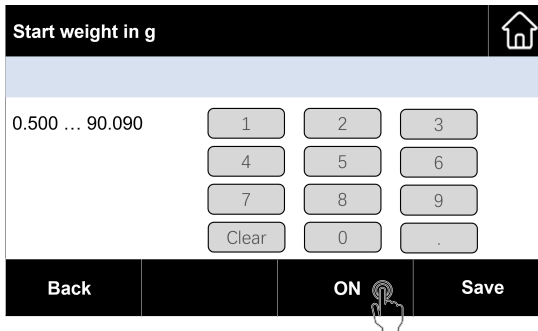 Start weight in g
0.500 … 90.090
1 2 3
4 5 6
7 8 9
Clear 0 .
Back ON Save